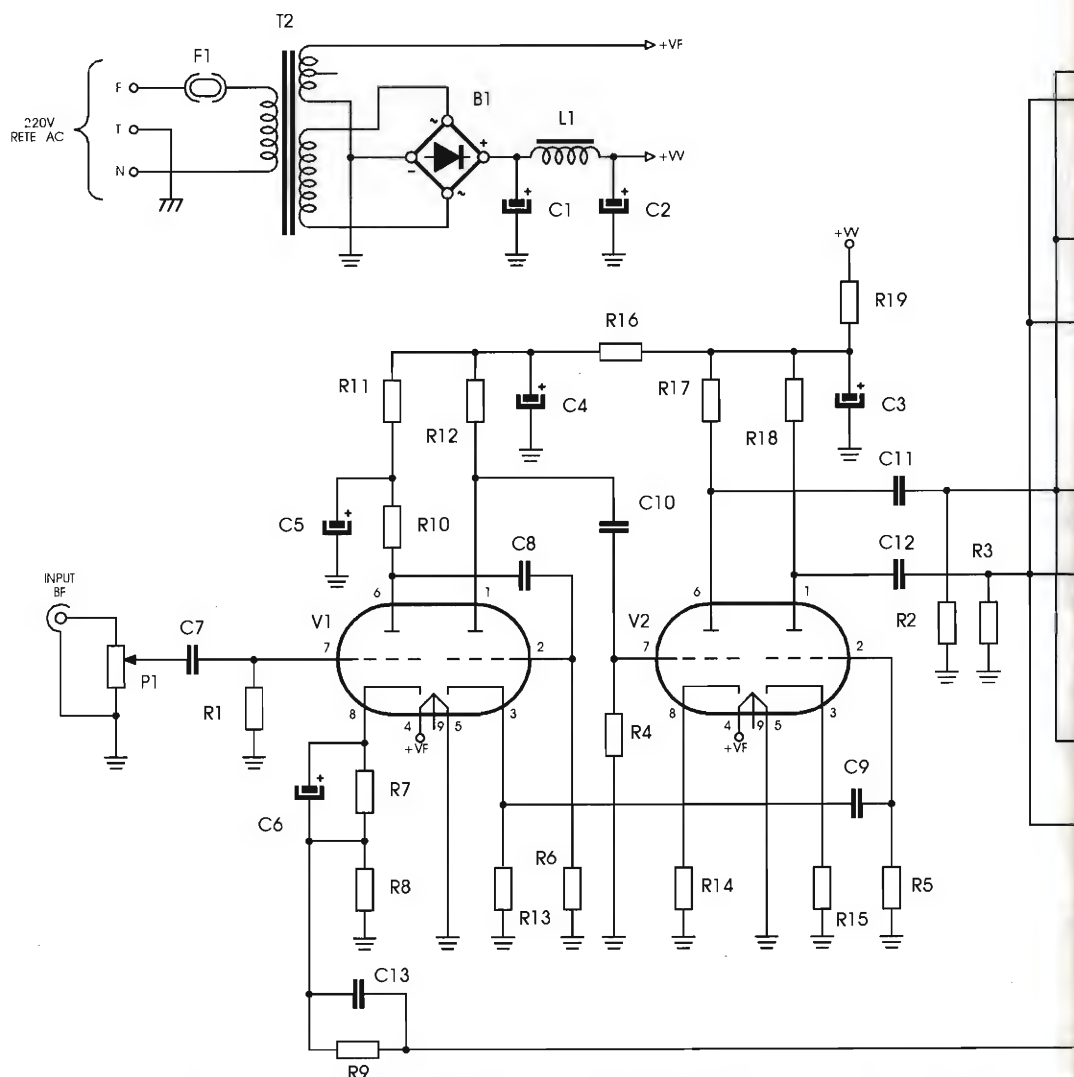 T2
F1
+VF
B1
F
~
+
L1
220V
RETE AC
T
−
+VV
N
~
+
C1
+
C2
+VV
R19
R16
R11
R12
+
C4
R17
R18
+
C3
C11
C5
+
R10
C10
C8
C12
R3
INPUT
BF
6
1
6
1
C7
V1
7
2
V2
7
2
R2
P1
R1
8
4
9
5
3
+VF
R4
8
4
9
5
3
+VF
C9
C6
+
R7
R8
R6
R13
R14
R15
R5
C13
R9